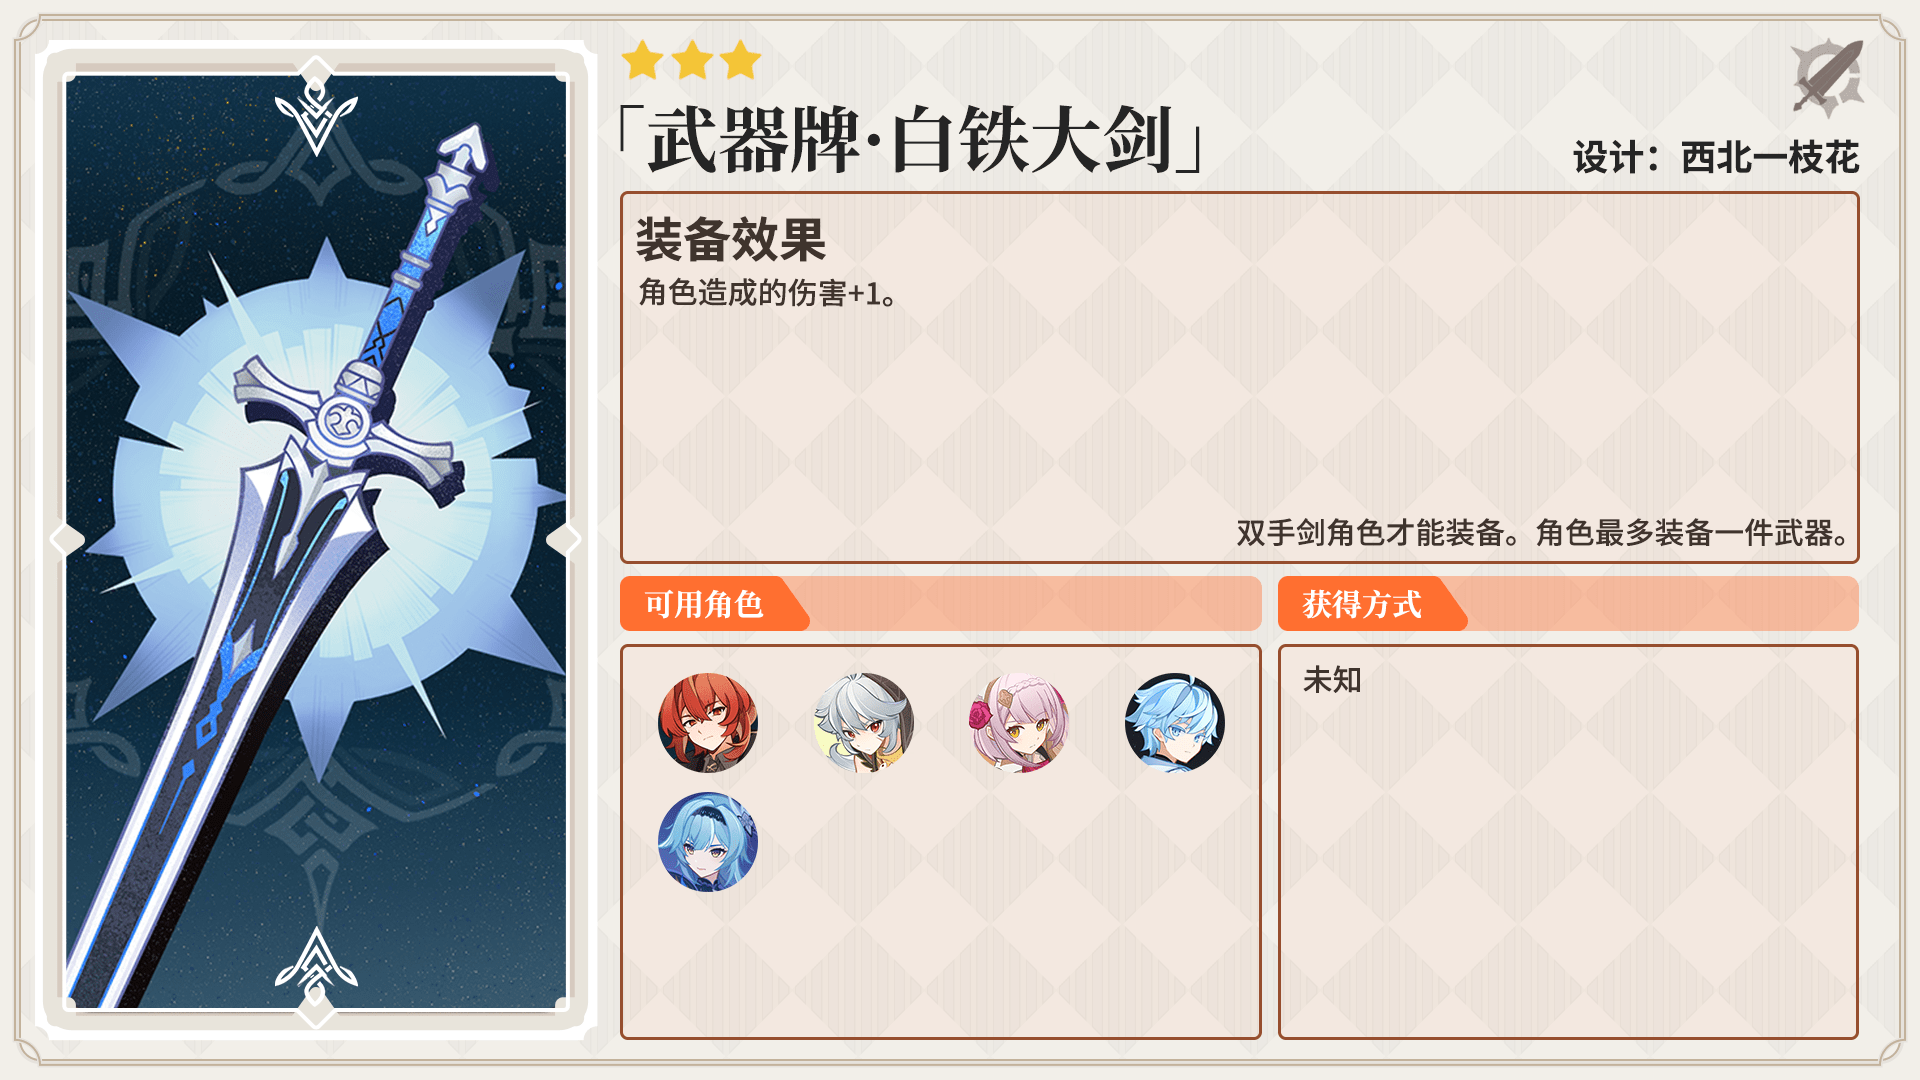 「武器牌·白铁大剑」
设计：西北一枝花
装备效果
角色造成的伤害+1。
双手剑角色才能装备。角色最多装备一件武器。
可用角色
获得方式
未知